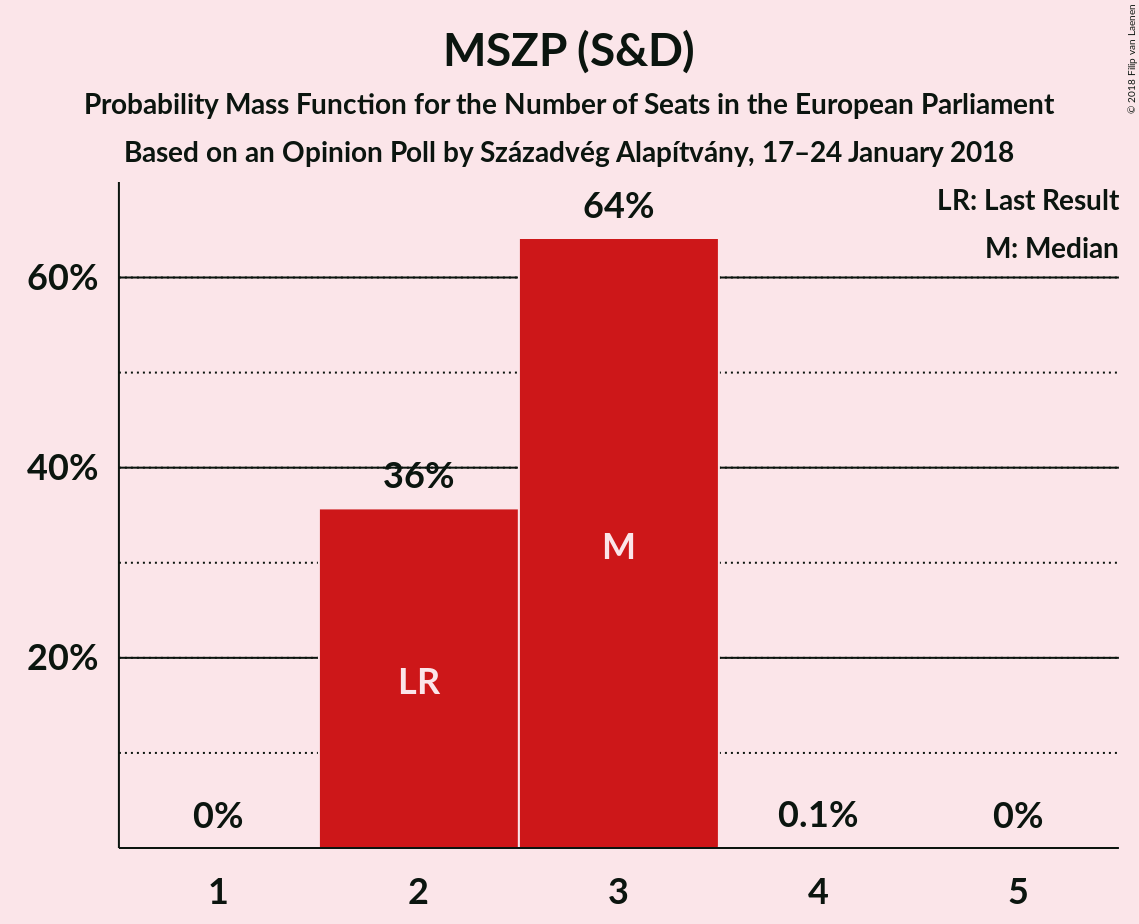 MSZP (S&D)
Probability Mass Function for the Number of Seats in the European Parliament
Based on an Opinion Poll by Századvég Alapítvány, 17–24 January 2018
© 2018 Filip van Laenen
LR: Last Result
M: Median
64%
60%
40%
36%
M
20%
LR
0%
0.1%
0%
1
2
3
4
5